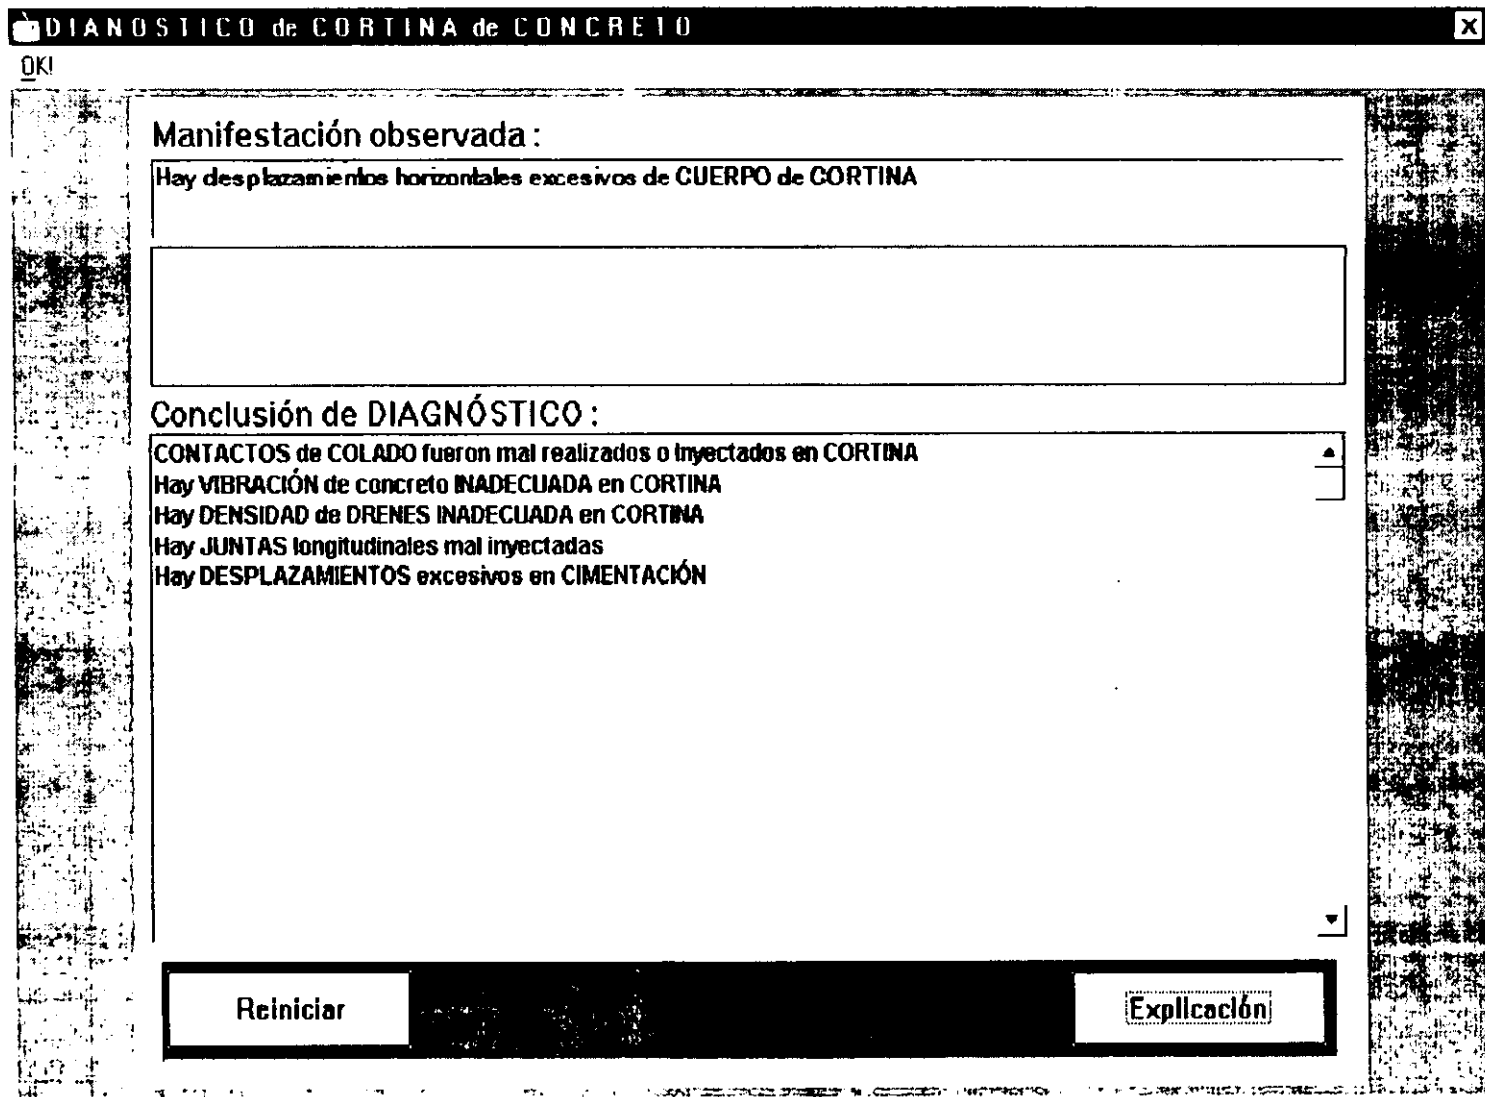 DIANOSTICO de CORTINA de CONCRETO
OK!
Manifestación observada :
Hay desplazamientos horizontales excesivos de CUERPO de CORTINA
Conclusión de DIAGNÓSTICO :
CONTACTOS de COLADO fueron mal realizados o inyectados en CORTINA
Hay VIBRACIÓN de concreto INADECUADA en CORTINA
Hay DENSIDAD de DRENES INADECUADA en CORTINA
Hay JUNTAS longitudinales mal inyectadas
Hay DESPLAZAMIENTOS excesivos en CIMENTACIÓN
Reiniciar
Explicación